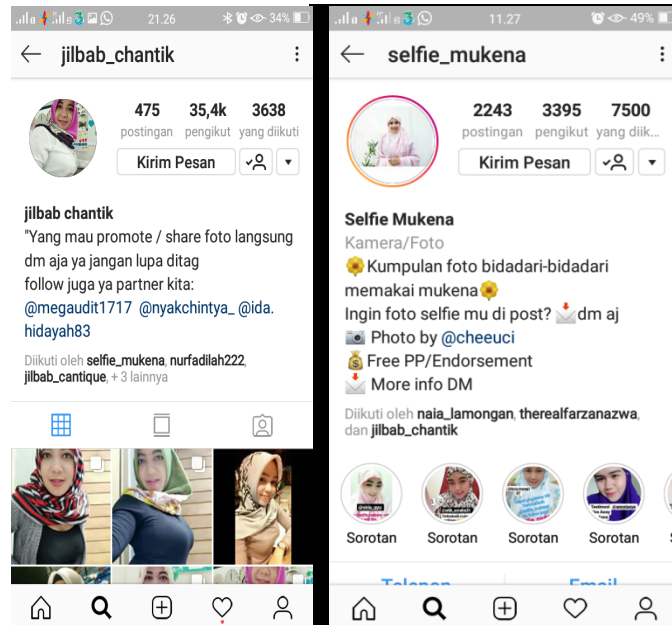 21.26
34%
jilbab_chantik
475 35,4k 3638
postingan pengikut yang diikuti
Kirim Pesan
jilbab chantik
"Yang mau promote / share foto langsung
dm aja ya jangan lupa ditag
follow juga ya partner kita:
@megaudit1717 @nyakchintya_ @ida.
hidayah83
Diikuti oleh selfie_mukena, nurfadilah222,
jilbab_cantique, + 3 lainnya
11.27
49%
selfie_mukena
2243 3395 7500
postingan pengikut yang diik...
Kirim Pesan
Selfie Mukena
Kamera/Foto
🌻Kumpulan foto bidadari-bidadari
memakai mukena🌻
Ingin foto selfie mu di post? 📩dm aj
📷 Photo by @cheeuci
💰 Free PP/Endorsement
📩 More info DM
Diikuti oleh naia_lamongan, therealfarzanazwa,
dan jilbab_chantik
Sorotan Sorotan Sorotan Sorotan
Telepon Email